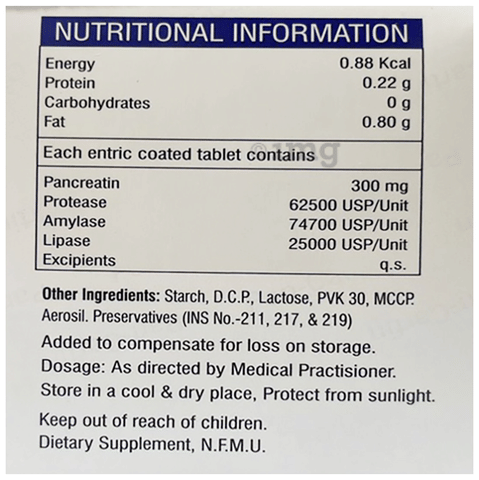 NUTRITIONAL INFORMATION
Energy 0.88 Kcal
Protein 0.22 g
Carbohydrates 0 g
Fat 0.80 g
1mg
Each entric coated tablet contains
Pancreatin 300 mg
Protease 62500 USP/Unit
Amylase 74700 USP/Unit
Lipase 25000 USP/Unit
Excipients q.s.
Other Ingredients: Starch, D.C.P., Lactose, PVK 30, MCCP.
Aerosil. Preservatives (INS No.-211, 217, & 219)
Added to compensate for loss on storage.
Dosage: As directed by Medical Practisioner.
Store in a cool & dry place, Protect from sunlight.
Keep out of reach of children.
Dietary Supplement, N.F.M.U.